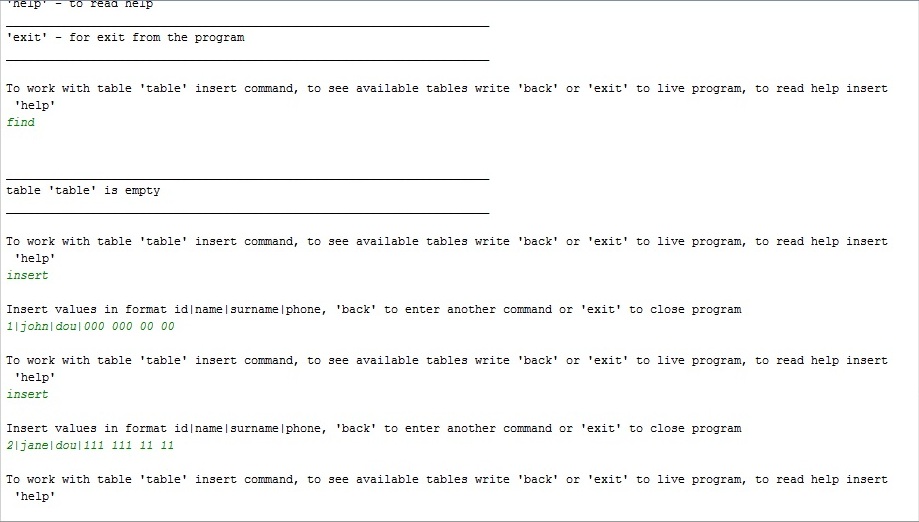 'help' - to read help
'exit' - for exit from the program
To work with table 'table' insert command, to see available tables write 'back' or 'exit' to live program, to read help insert
'help'
find
table 'table' is empty
To work with table 'table' insert command, to see available tables write 'back' or 'exit' to live program, to read help insert
'help'
insert
Insert values in format id|name|surname|phone, 'back' to enter another command or 'exit' to close program
1|john|dou|000 000 00 00
To work with table 'table' insert command, to see available tables write 'back' or 'exit' to live program, to read help insert
'help'
insert
Insert values in format id|name|surname|phone, 'back' to enter another command or 'exit' to close program
2|jane|dou|111 111 11 11
To work with table 'table' insert command, to see available tables write 'back' or 'exit' to live program, to read help insert
'help'